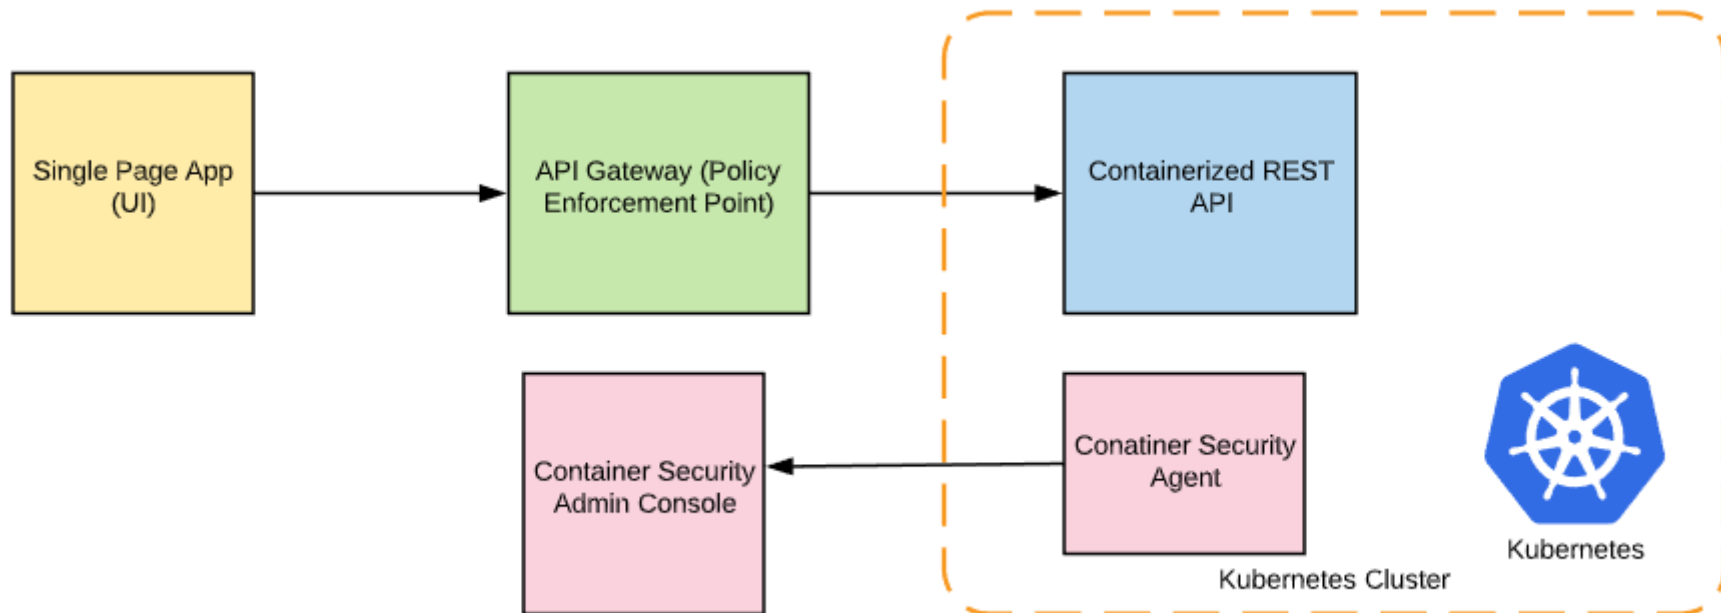 Single Page App
(UI)
API Gateway (Policy
Enforcement Point)
Containerized REST
API
Container Security
Admin Console
Conatiner Security
Agent
Kubernetes
Kubernetes Cluster